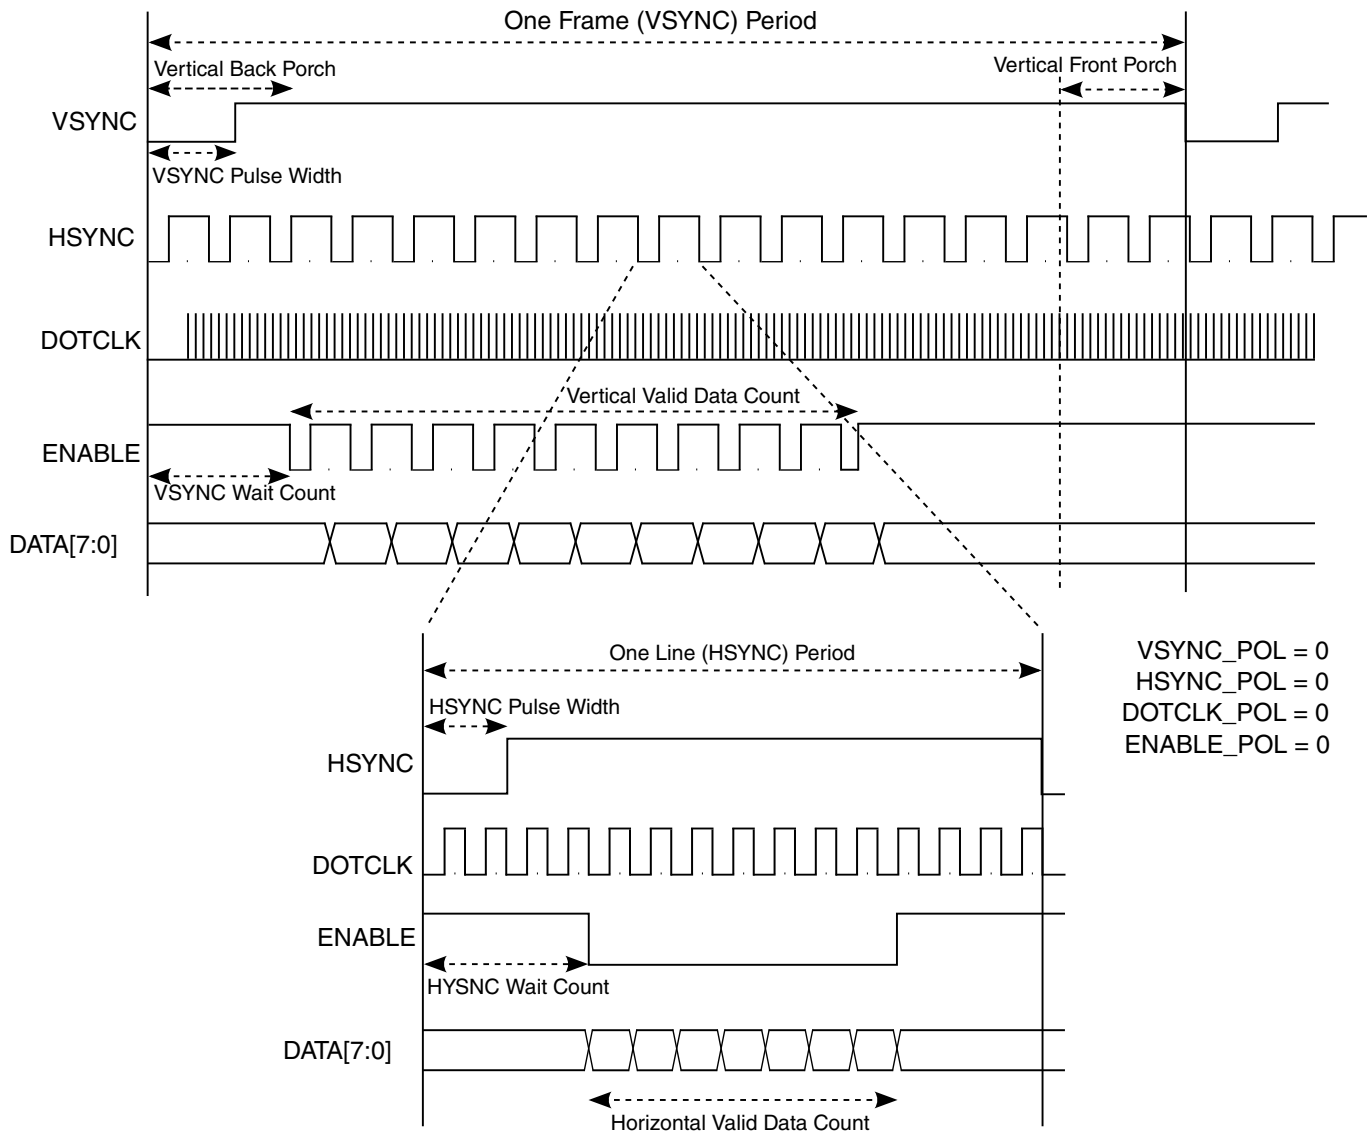 One Frame (VSYNC) Period
Vertical Back Porch
Vertical Front Porch
VSYNC
VSYNC Pulse Width
HSYNC
DOTCLK
Vertical Valid Data Count
ENABLE
VSYNC Wait Count
DATA[7:0]
One Line (HSYNC) Period
VSYNC_POL = 0
HSYNC_POL = 0
DOTCLK_POL = 0
ENABLE_POL = 0
HSYNC Pulse Width
HSYNC
DOTCLK
ENABLE
HYSNC Wait Count
DATA[7:0]
Horizontal Valid Data Count